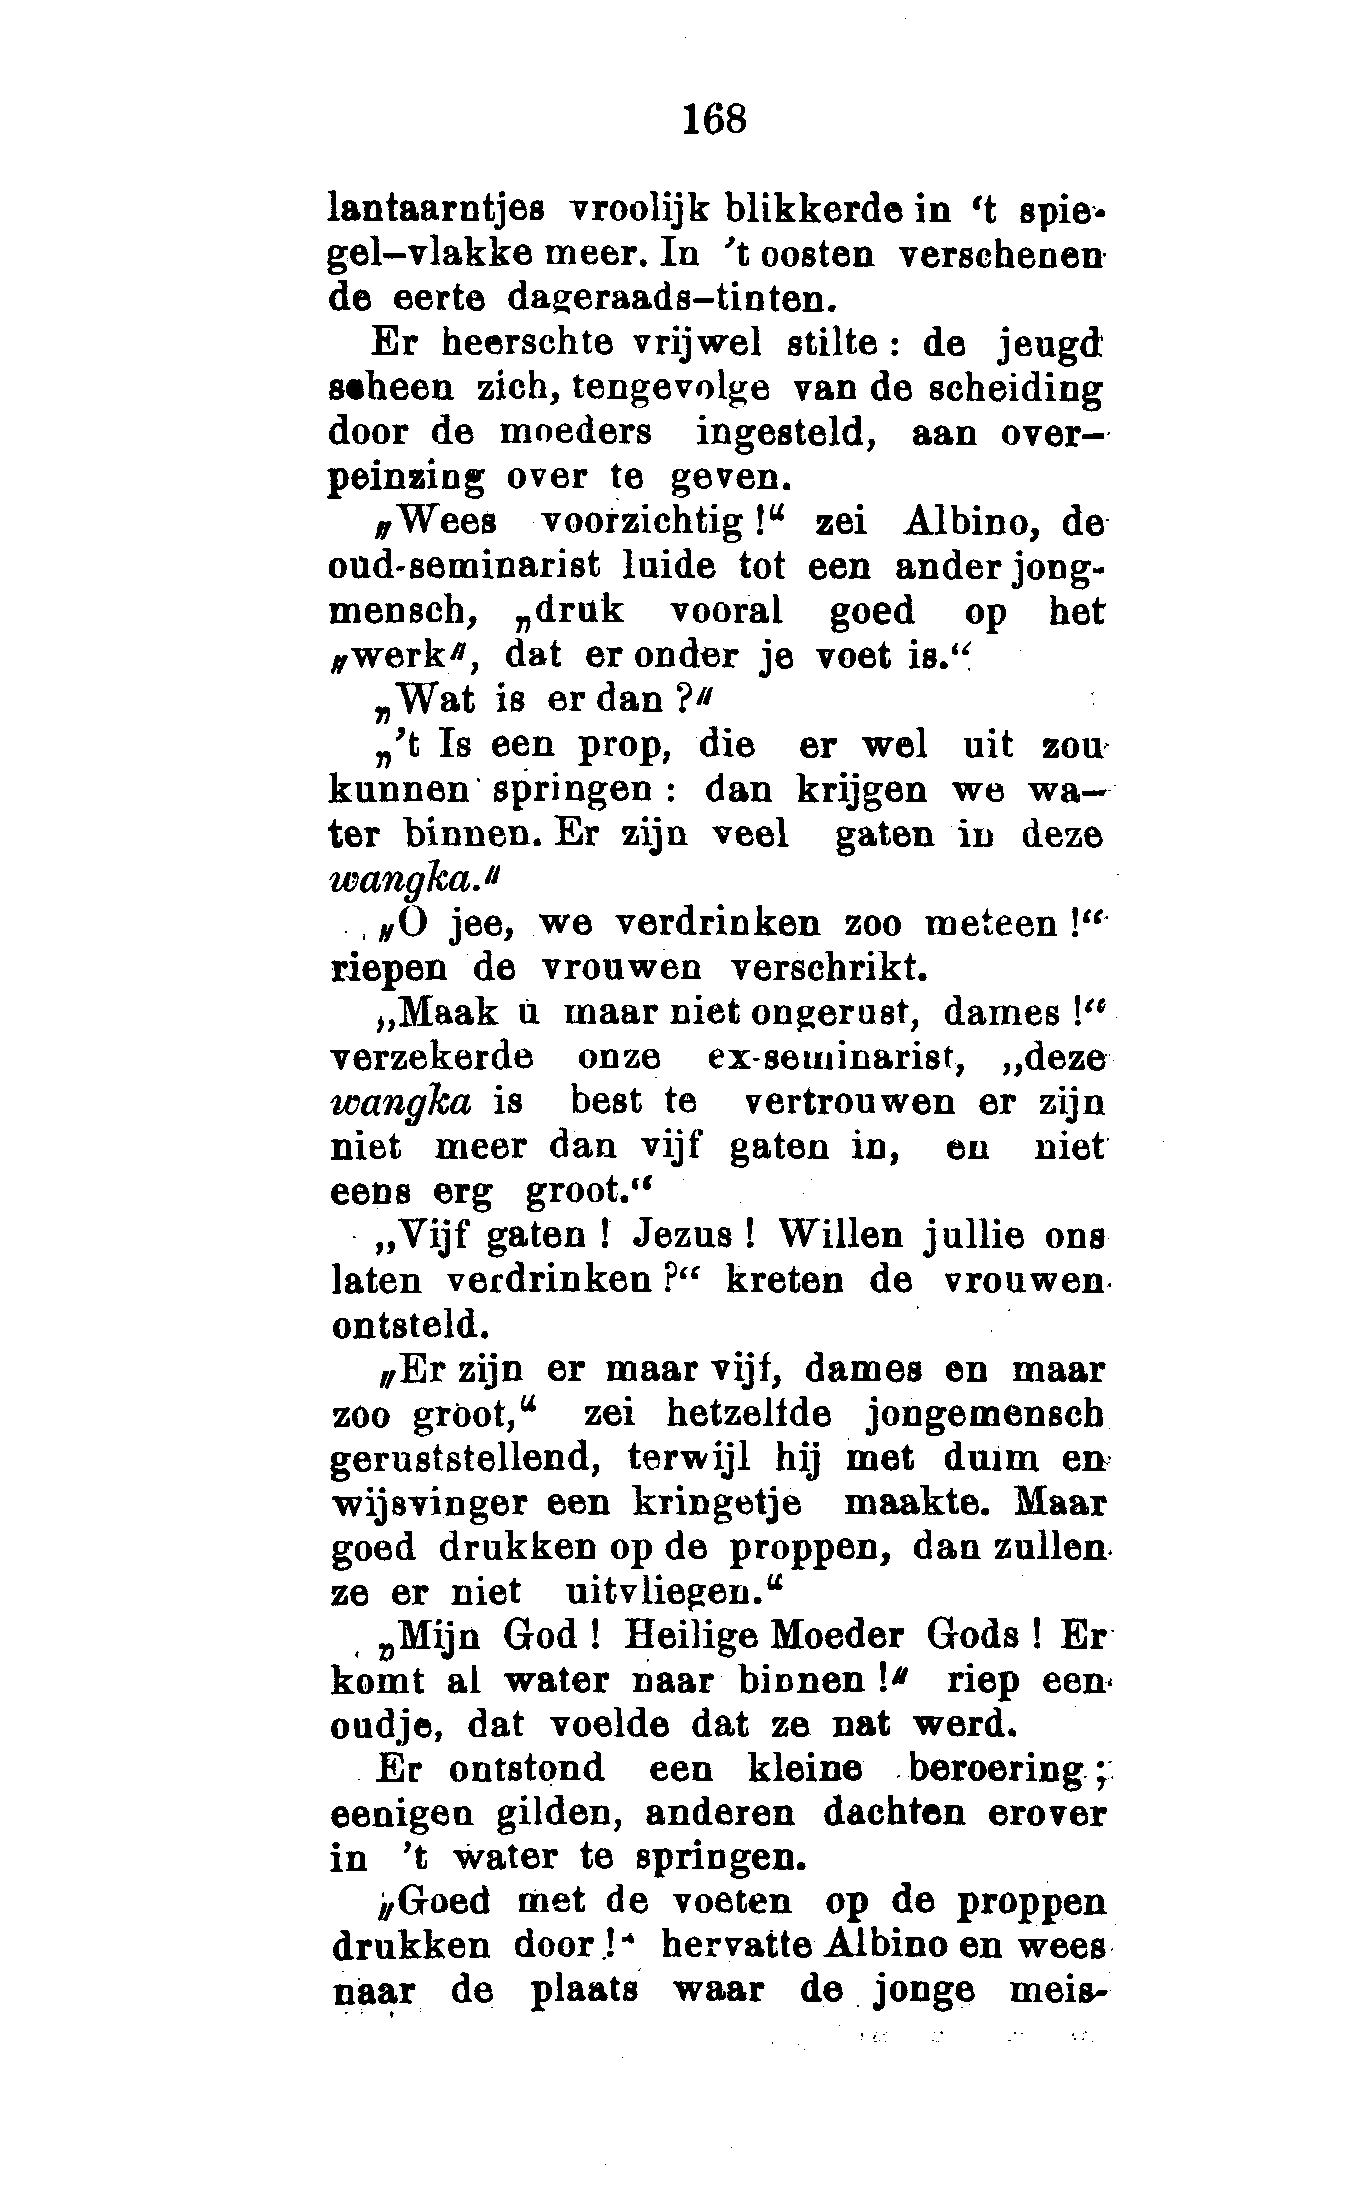 168
lantaarntjes vroolijk blikkerde in ‘t spie-
gel–vlakke meer. In ’t oosten verschenen
de eerte dageraads–tinten.
Er heerschte vrijwel stilte : de jeugd
scheen zich, tengevolge van de scheiding
door de moeders ingesteld, aan over–
peinzing over te geven.
„Wees voorzichtig !“ zei Albino, de
oud-seminarist luide tot een ander jong-
mensch, „druk vooral goed op het
„werk“, dat er onder je voet is.“
„Wat is er dan ?“
„’t Is een prop, die er wel uit zou
kunnen springen : dan krijgen we wa–
ter binnen. Er zijn veel gaten in deze
wangka.“
„O jee, we verdrinken zoo meteen !“
riepen de vrouwen verschrikt.
„Maak u maar niet ongerust, dames !“
verzekerde onze ex-seminarist, „deze
wangka is best te vertrouwen er zijn
niet meer dan vijf gaten in, en niet
eens erg groot.“
„Vijf gaten ! Jezus ! Willen jullie ons
laten verdrinken ?“ kreten de vrouwen
ontsteld.
„Er zijn er maar vijf, dames en maar
zoo groot,“ zei hetzelfde jongemensch
geruststellend, terwijl hij met duim en
wijsvinger een kringetje maakte. Maar
goed drukken op de proppen, dan zullen
ze er niet uitvliegen.“
„Mijn God ! Heilige Moeder Gods ! Er
komt al water naar binnen !“ riep een
oudje, dat voelde dat ze nat werd.
Er ontstond een kleine beroering ;
eenigen gilden, anderen dachten erover
in ’t water te springen.
„Goed met de voeten op de proppen
drukken door !“ hervatte Albino en wees
naar de plaats waar de jonge meis-